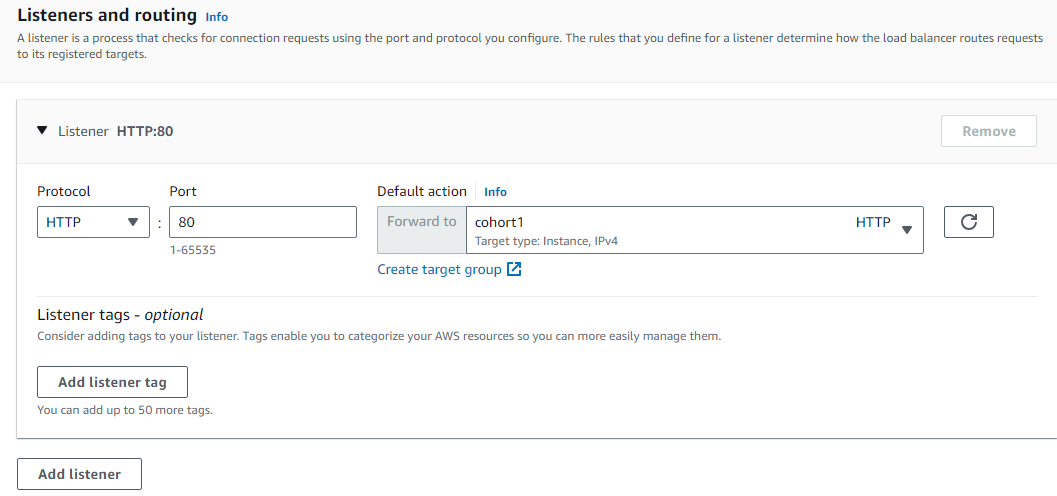 Listeners and routing Info
A listener is a process that checks for connection requests using the port and protocol you configure. The rules that you define for a listener determine how the load balancer routes requests
to its registered targets.
Listener HTTP:80
Remove
Protocol
Port
Default action Info
HTTP
:
80
Forward to
cohort1
HTTP
Target type: Instance, IPv4
1-65535
Create target group
Listener tags - optional
Consider adding tags to your listener. Tags enable you to categorize your AWS resources so you can more easily manage them.
Add listener tag
You can add up to 50 more tags.
Add listener